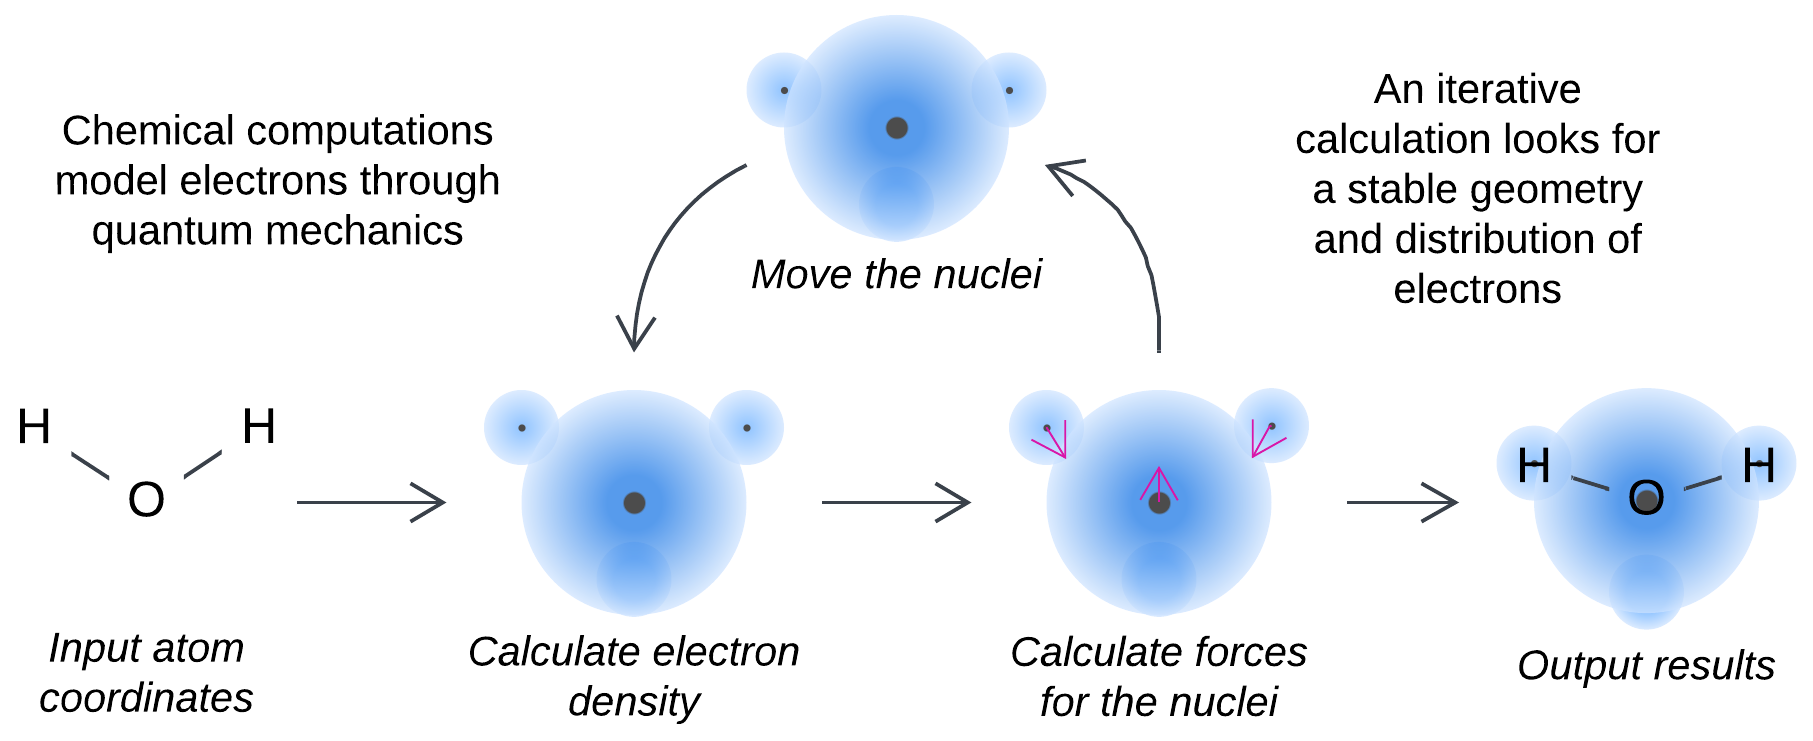 Chemical computations
model electrons through
quantum mechanics
An iterative
calculation looks for
a stable geometry
and distribution of
electrons
Move the nuclei
H H
O
H H
O
Input atom
coordinates
Calculate electron
density
Calculate forces
for the nuclei
Output results